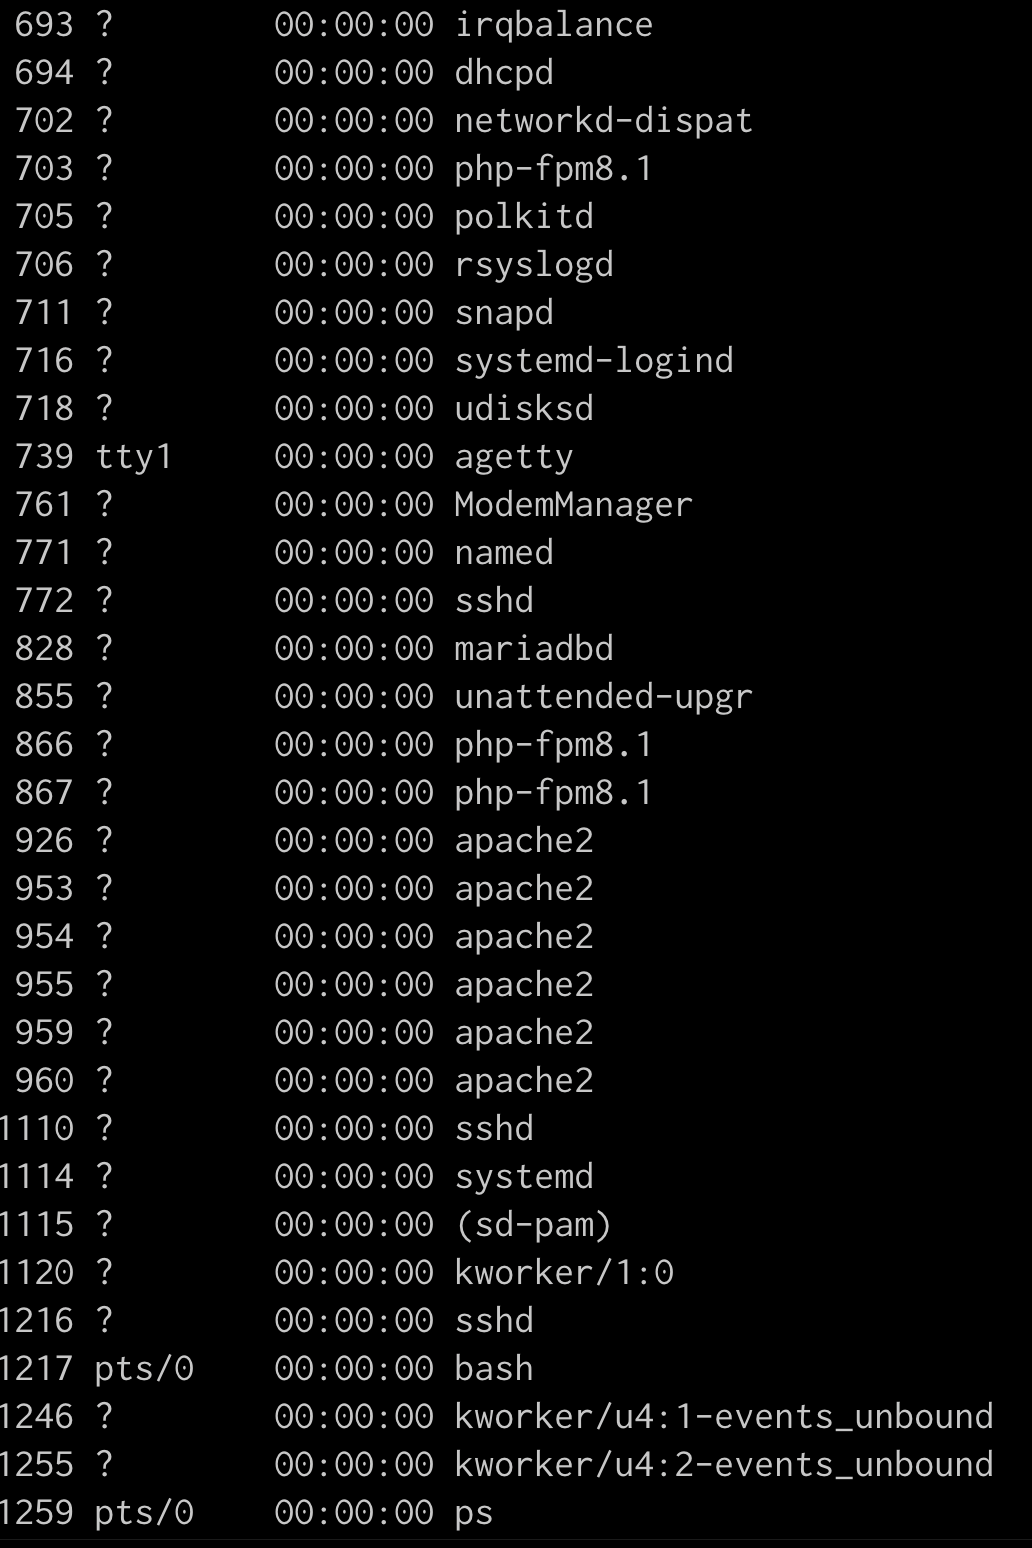 693 ? 00:00:00 irqbalance
694 ? 00:00:00 dhcpd
702 ? 00:00:00 networkd-dispat
703 ? 00:00:00 php-fpm8.1
705 ? 00:00:00 polkitd
706 ? 00:00:00 rsyslogd
711 ? 00:00:00 snapd
716 ? 00:00:00 systemd-logind
718 ? 00:00:00 udisksd
739 tty1 00:00:00 agetty
761 ? 00:00:00 ModemManager
771 ? 00:00:00 named
772 ? 00:00:00 sshd
828 ? 00:00:00 mariadbd
855 ? 00:00:00 unattended-upgr
866 ? 00:00:00 php-fpm8.1
867 ? 00:00:00 php-fpm8.1
926 ? 00:00:00 apache2
953 ? 00:00:00 apache2
954 ? 00:00:00 apache2
955 ? 00:00:00 apache2
959 ? 00:00:00 apache2
960 ? 00:00:00 apache2
1110 ? 00:00:00 sshd
1114 ? 00:00:00 systemd
1115 ? 00:00:00 (sd-pam)
1120 ? 00:00:00 kworker/1:0
1216 ? 00:00:00 sshd
1217 pts/0 00:00:00 bash
1246 ? 00:00:00 kworker/u4:1-events_unbound
1255 ? 00:00:00 kworker/u4:2-events_unbound
1259 pts/0 00:00:00 ps